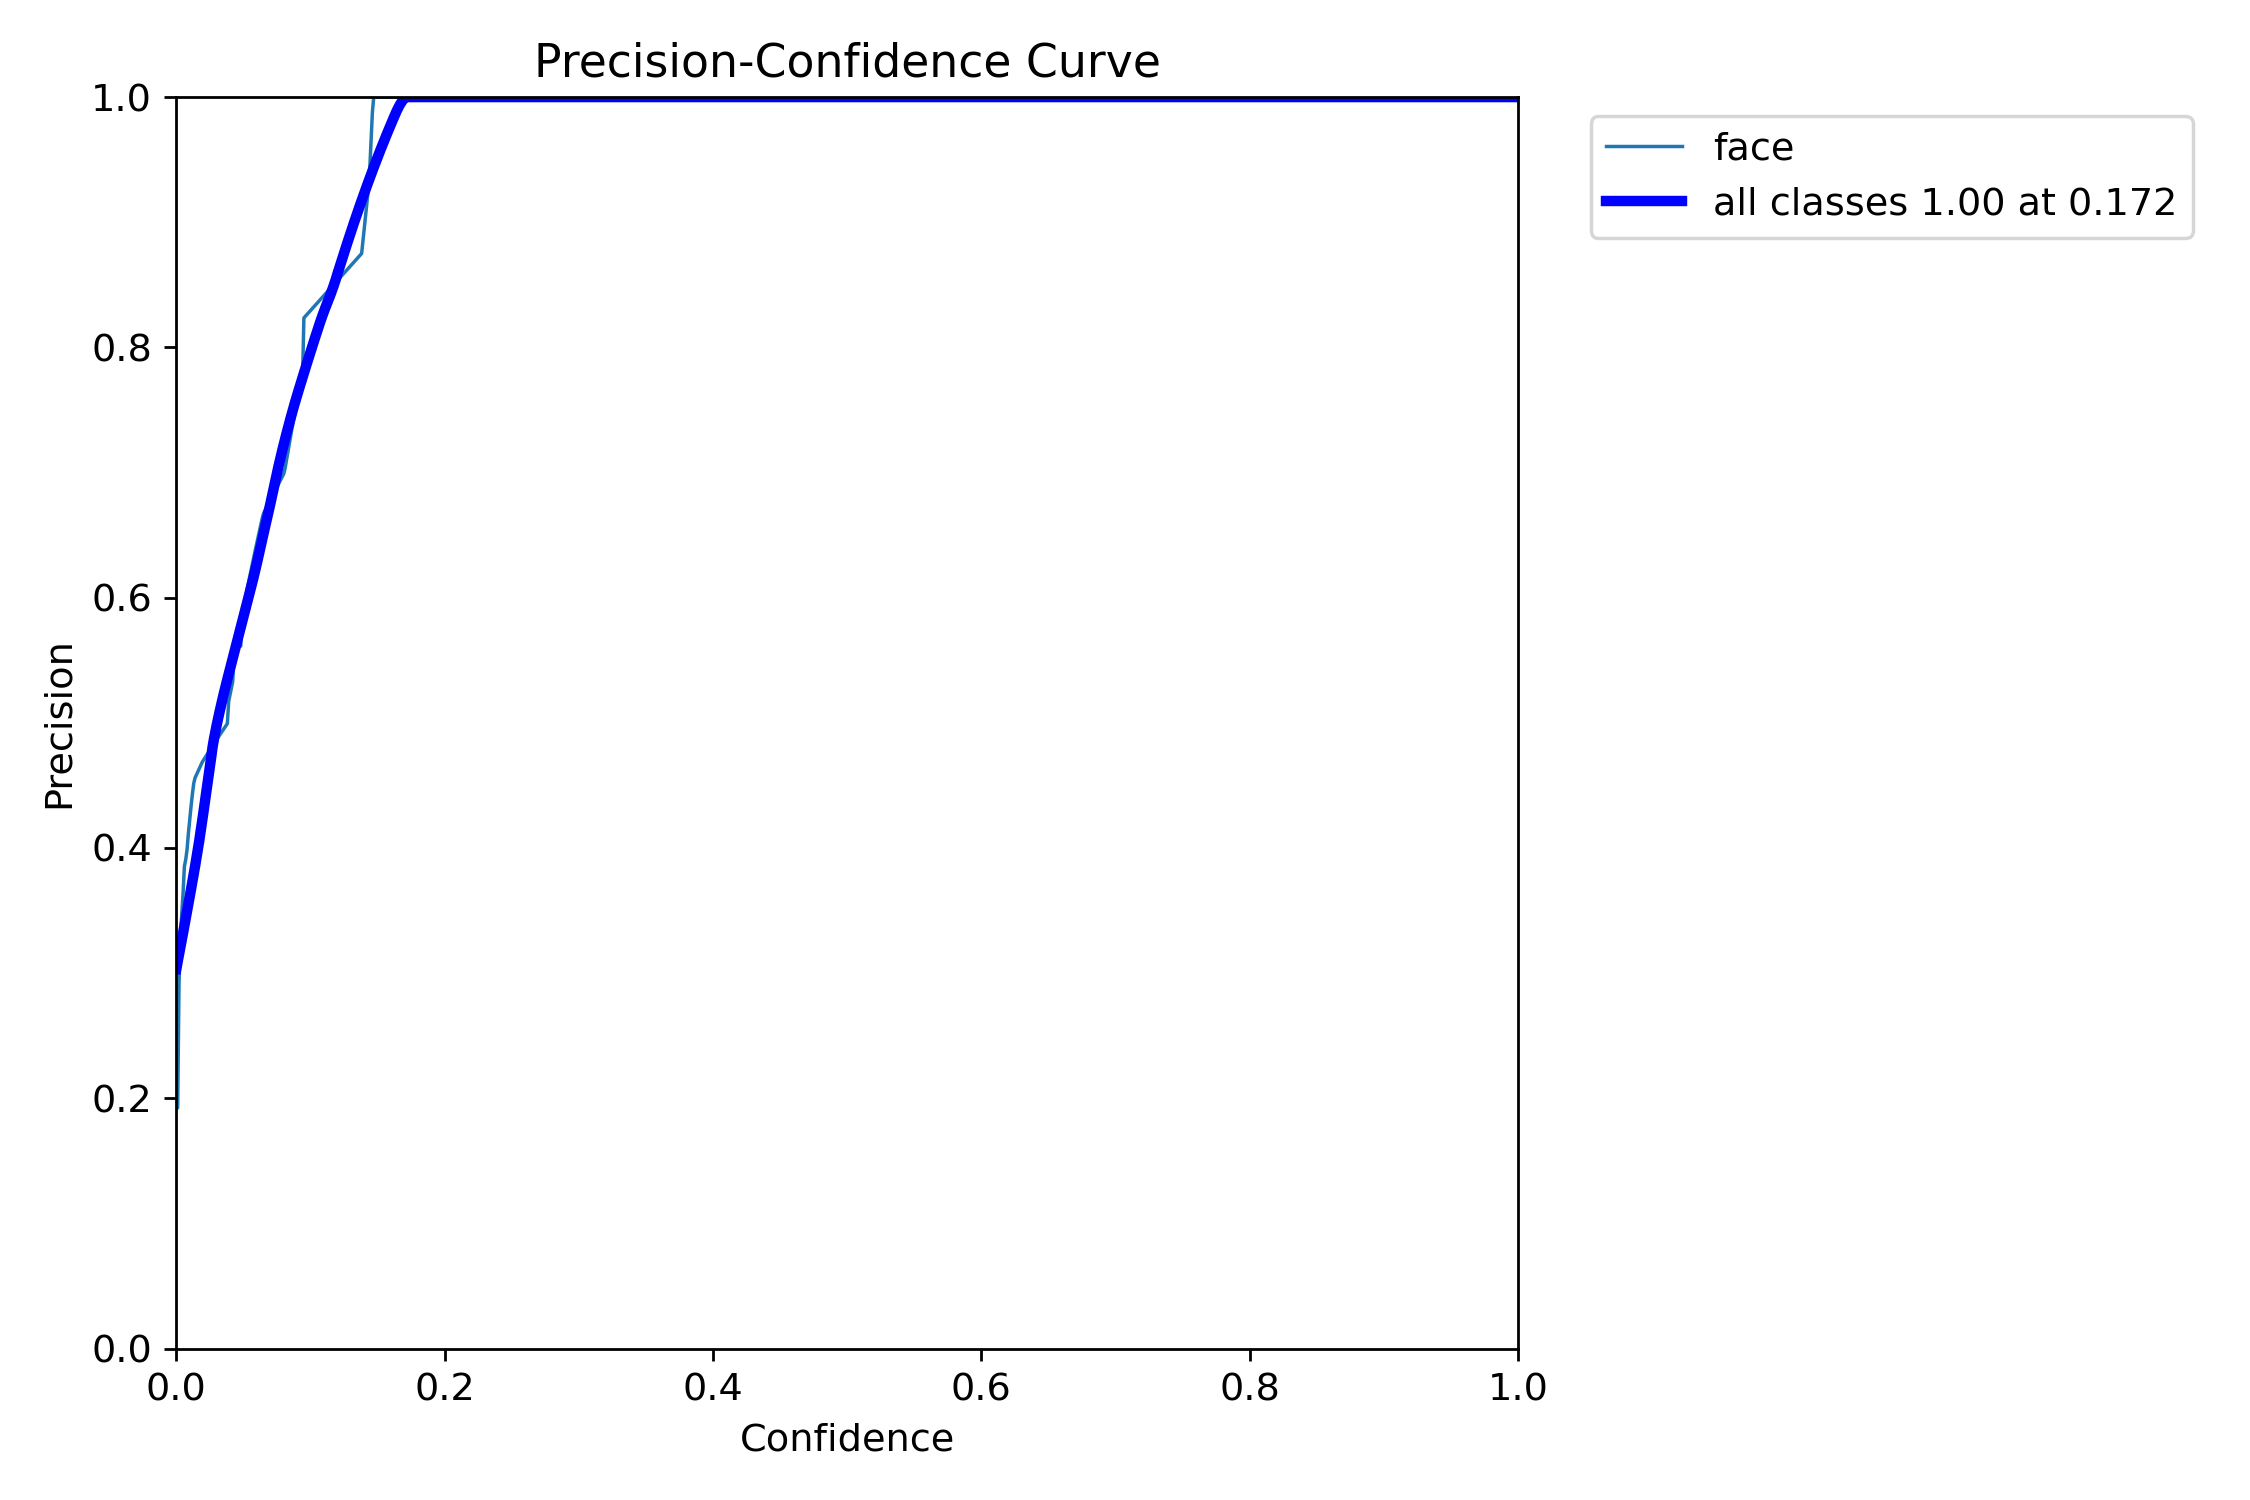 Precision-Confidence Curve
1.0
0.8
0.6
0.4
0.2
0.0
Precision
0.0 0.2 0.4 0.6 0.8 1.0
Confidence
face
all classes 1.00 at 0.172